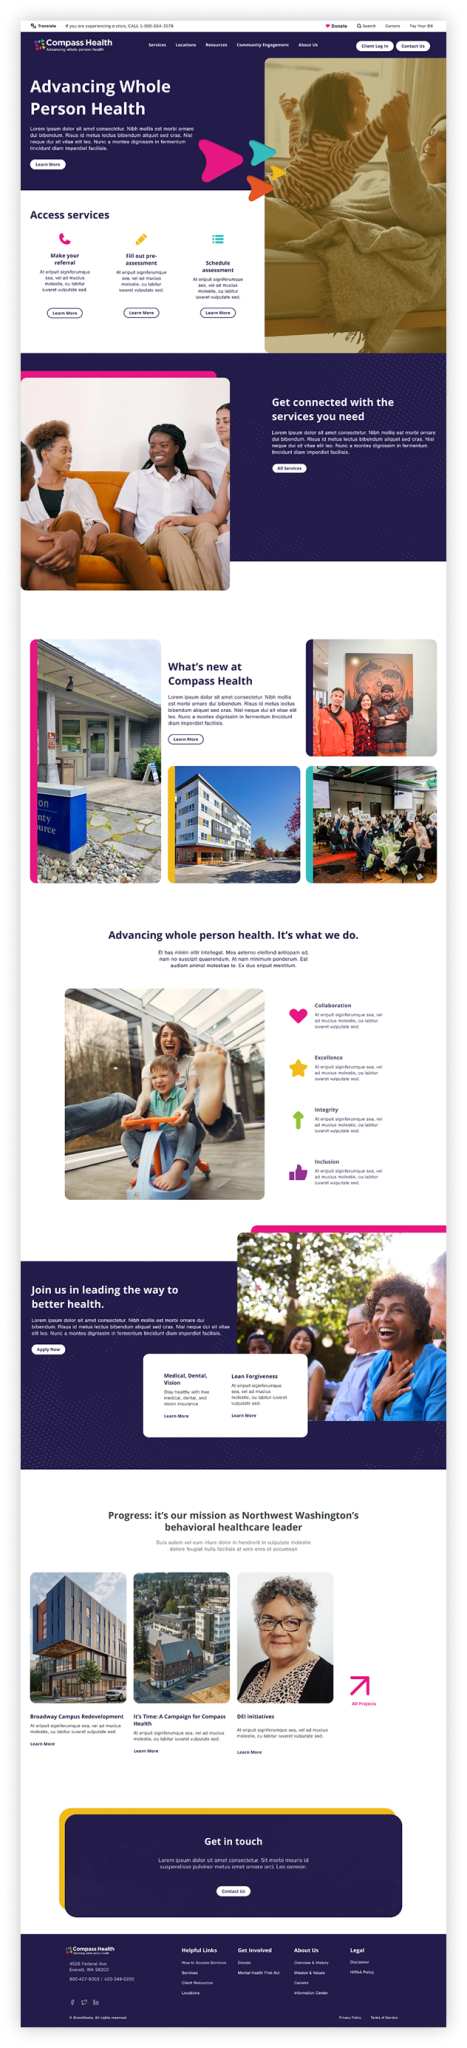 Translate
If you are experiencing a crisis, CALL 1-800-584-3578
Donate
Search
Careers
Pay Your Bill
Compass Health
Advancing whole person health
Services
Locations
Resources
Community Engagement
About Us
Client Log In
Contact Us
Advancing Whole
Person Health
Lorem ipsum dolor sit amet consectetur. Nibh mollis est morbi ornare
dui bibendum. Risus id metus lectus bibendum aliquet sed cras. Nisl
neque dui sit vitae elit leo. Nunc a montes dignissim in fermentum
tincidunt diam imperdiet facilisis.
Learn More
Access services
Make your
referral
At eripuit signiferumque
sea, vel ad mucius
molestie, cu labitur
iuvaret vulputate sed.
Learn More
Fill out pre-
assessment
At eripuit signiferumque
sea, vel ad mucius
molestie, cu labitur
iuvaret vulputate sed.
Learn More
Schedule
assessment
At eripuit signiferumque
sea, vel ad mucius
molestie, cu labitur
iuvaret vulputate sed.
Learn More
Get connected with the
services you need
Lorem ipsum dolor sit amet consectetur. Nibh mollis est morbi ornare
dui bibendum. Risus id metus lectus bibendum aliquet sed cras. Nisl
neque dui sit vitae elit leo. Nunc a montes dignissim in fermentum
tincidunt diam imperdiet facilisis.
All Services
What's new at
Compass Health
Lorem ipsum dolor sit amet consectetur. Nibh mollis
est morbi ornare dui bibendum. Risus id metus lectus
bibendum aliquet sed cras. Nisl neque dui sit vitae elit
leo. Nunc a montes dignissim in fermentum tincidunt
diam imperdiet facilisis.
Learn More
on
nty
ource
Advancing whole person health. It's what we do.
Et has minim elitr intellegat. Mea aeterno eleifend antiopam ad,
nam no suscipit quaerendum. At nam minimum ponderum. Est
audiam animal molestiae te. Ex duo eripuit mentitum.
Collaboration
At eripuit signiferumque sea, vel
ad mucius molestie, cu labitur
iuvaret vulputate sed.
Excellence
At eripuit signiferumque sea, vel
ad mucius molestie, cu labitur
iuvaret vulputate sed.
Integrity
At eripuit signiferumque sea, vel
ad mucius molestie, cu labitur
iuvaret vulputate sed.
Inclusion
At eripuit signiferumque sea, vel
ad mucius molestie, cu labitur
iuvaret vulputate sed.
Join us in leading the way to
better health.
Lorem ipsum dolor sit amet consectetur. Nibh mollis est morbi ornare dui
bibendum. Risus id metus lectus bibendum aliquet sed cras. Nisl neque dui sit vitae
elit leo. Nunc a montes dignissim in fermentum tincidunt diam imperdiet facilisis.
Apply Now
Medical, Dental,
Vision
Stay healthy with free
medical, dental, and
vision insurance
Learn More
Loan Forgiveness
At eripuit signiferumque
sea, vel ad mucius
molestie, cu labitur
iuvaret vulputate sed.
Learn More
Progress: it's our mission as Northwest Washington's
behavioral healthcare leader
Duis autem vel eum iriure dolor in hendrerit in vulputate molestie
dolore feugiat nulla facilisis at vero eros et accumsan
Broadway Campus Redevelopment
At eripuit signiferumque sea, vel ad mucius
molestie, cu labitur iuvaret vulputate sed.
Learn More
It's Time: A Campaign for Compass
Health
At eripuit signiferumque sea, vel ad mucius
molestie, cu labitur iuvaret vulputate sed.
Learn More
DEI Initiatives
At eripuit signiferumque sea, vel ad mucius
molestie, cu labitur iuvaret vulputate sed.
Learn More
All Projects
Get in touch
Lorem ipsum dolor sit amet consectetur. Sit morbi mauris id
suspendisse pulvinar metus amet ornare orci. Leo aenean.
Contact Us
Compass Health
Advancing whole person health
4526 Federal Ave
Everett, WA 98203
800-457-9303 / 425-349-6200
Helpful Links
How to Access Services
Services
Client Resources
Locations
Get Involved
Donate
Mental Health First Aid
About Us
Overview & History
Mission & Values
Careers
Information Center
Legal
Disclaimer
HIPAA Policy
© Brandname. All rights reserved.
Privacy Policy
Terms of Service